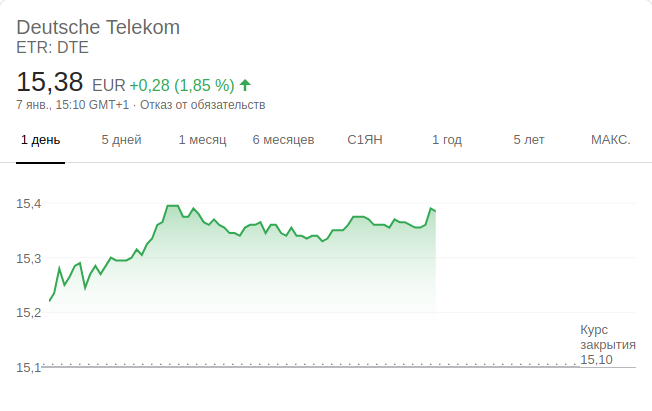 Deutsche Telekom
ETR: DTE
15,38 EUR +0,28 (1,85 %)
7 янв., 15:10 GMT+1 · Отказ от обязательств
1 день 5 дней 1 месяц 6 месяцев С1ЯН 1 год 5 лет МАКС.
15,4
15,3
15,2
15,1
Курс
закрытия
15,10